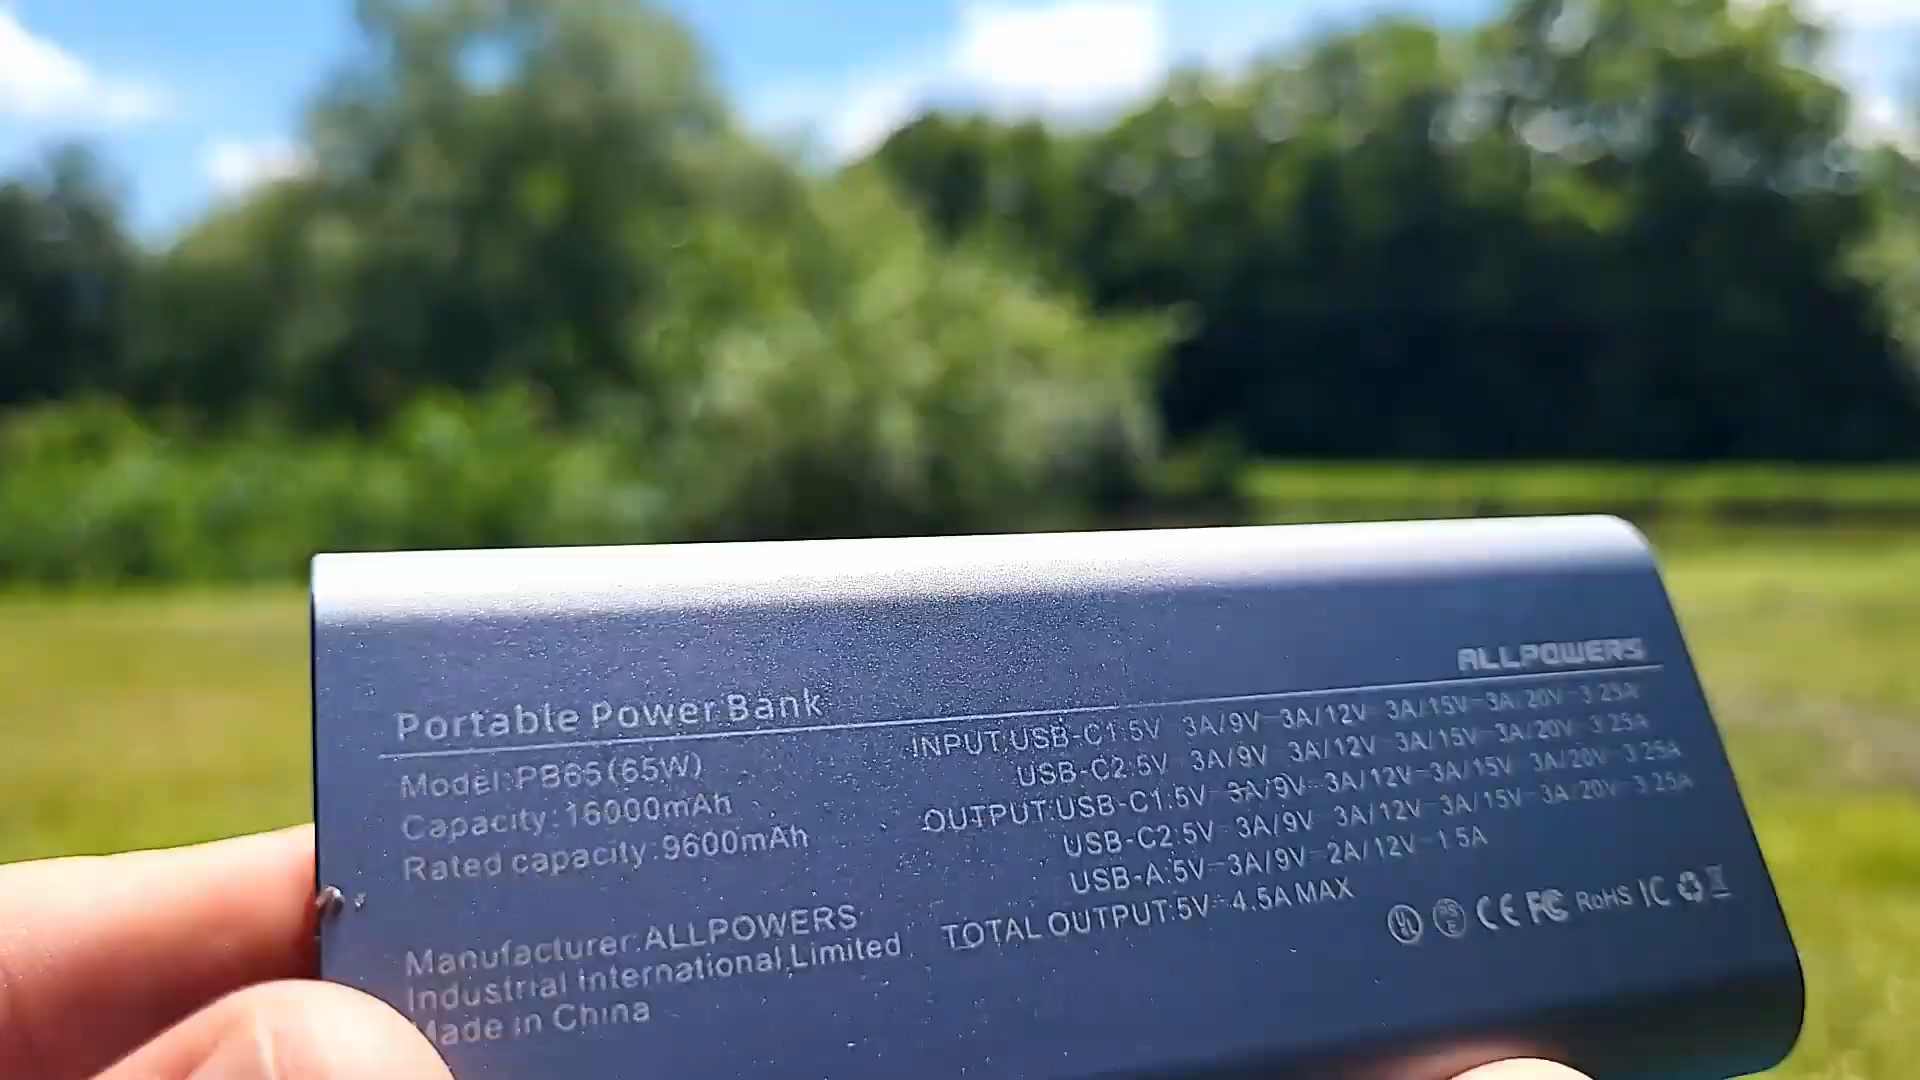 ALLPOWERS
Portable Power Bank
Model:PB65(65W)
Capacity:16000mAh
Rated capacity:9600mAh
Manufacturer:ALLPOWERS
Industrial International Limited
Made in China
INPUT:USB-C1:5V 3A/9V 3A/12V 3A/15V 3A/20V 3.25A
USB-C2:5V 3A/9V 3A/12V 3A/15V 3A/20V 3.25A
OUTPUT:USB-C1:5V 3A/9V 3A/12V 3A/15V 3A/20V 3.25A
USB-C2:5V 3A/9V 3A/12V 3A/15V 3A/20V 3.25A
USB-A:5V 3A/9V 2A/12V 1.5A
TOTAL OUTPUT:5V 4.5A MAX
CE FC RoHS IC